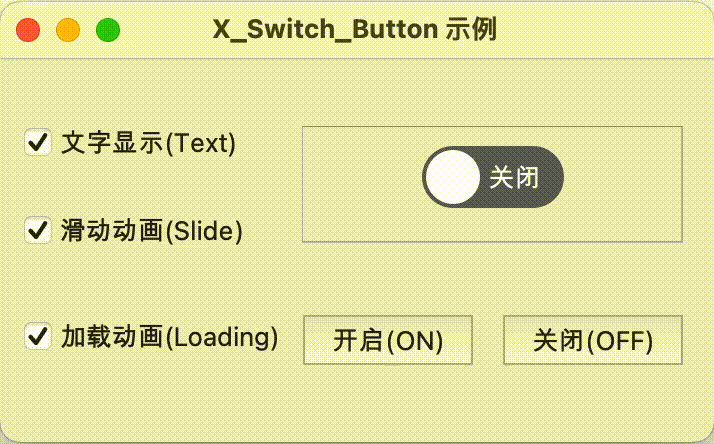 X_Switch_Button 示例
文字显示(Text)
关闭
滑动动画(Slide)
加载动画(Loading)
开启(ON)
关闭(OFF)